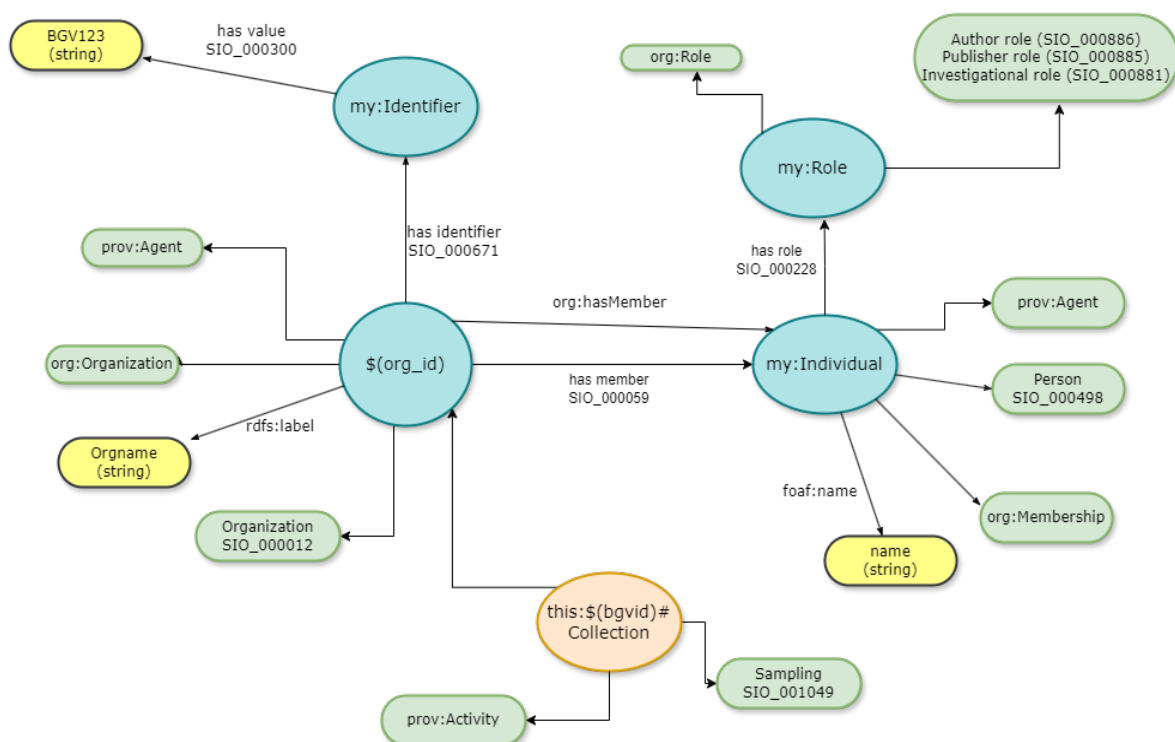 BGV123
(string)
has value
SIO_000300
my:Identifier
org:Role
Author role (SIO_000886)
Publisher role (SIO_000885)
Investigational role (SIO_000881)
my:Role
has identifier
SIO_000671
prov:Agent
has role
SIO_000228
org:hasMember
prov:Agent
org:Organization
$(org_id)
has member
SIO_000059
my:Individual
Person
SIO_000498
rdfs:label
Orgname
(string)
foaf:name
org:Membership
Organization
SIO_000012
name
(string)
this:$(bgvid)#
Collection
Sampling
SIO_001049
prov:Activity